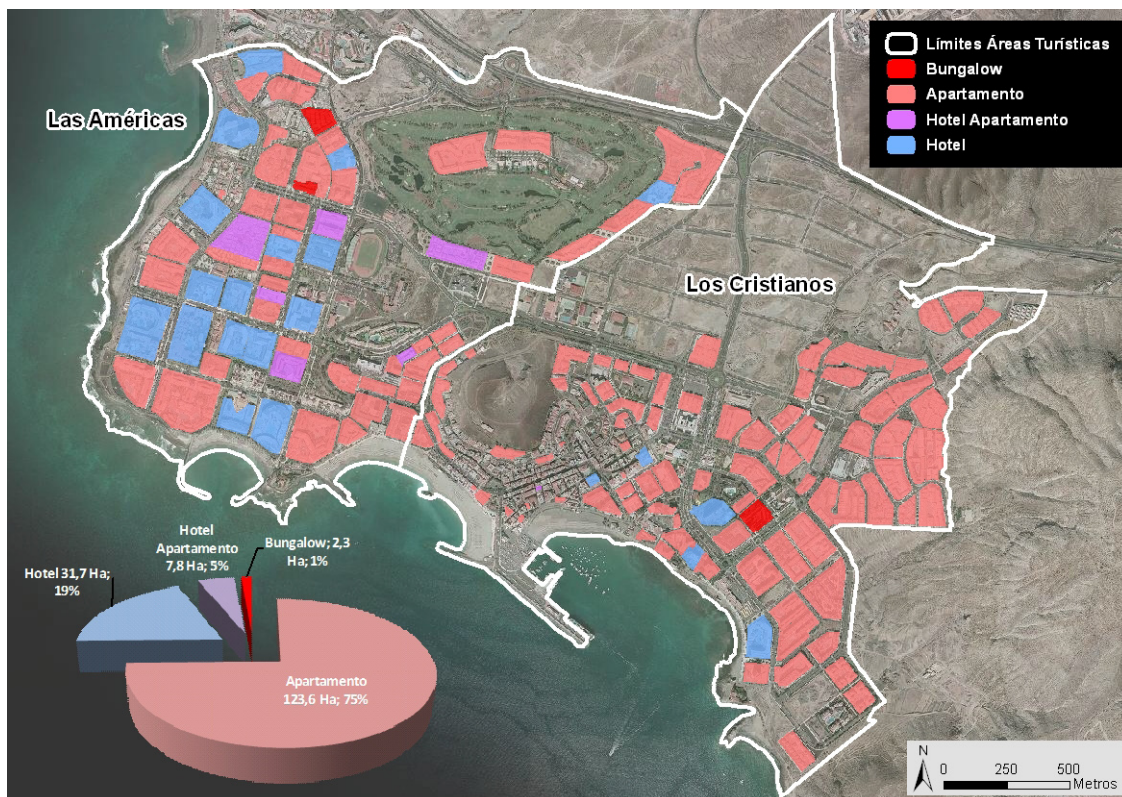 Límites Áreas Turísticas
Bungalow
Apartamento
Hotel Apartamento
Hotel
Las Américas
Los Cristianos
Hotel
Apartamento
7,8 Ha; 5%
Bungalow; 2,3
Ha; 1%
Hotel 31,7 Ha;
19%
Apartamento
123,6 Ha; 75%
N
0 250 500
Metros